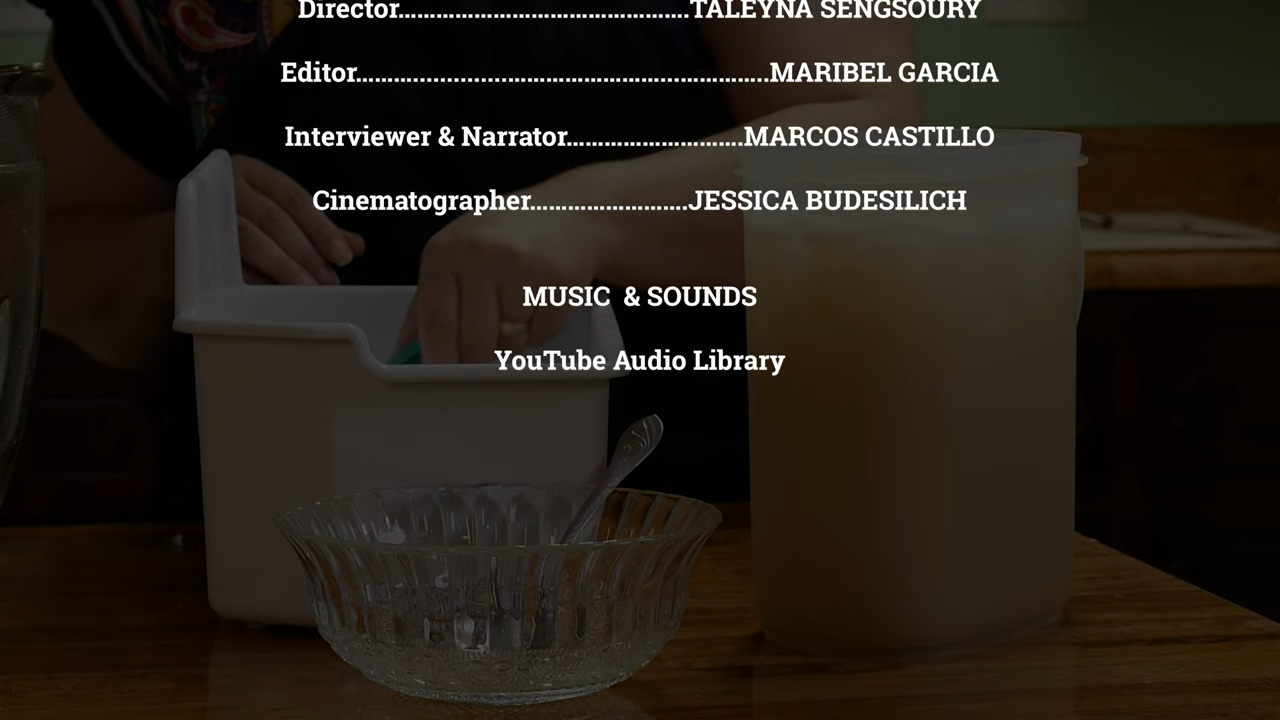 Director..............................................TALEYNA SENGSOURY
Editor..................................................................MARIBEL GARCIA
Interviewer & Narrator............................MARCOS CASTILLO
Cinematographer.........................JESSICA BUDESILICH
MUSIC & SOUNDS
YouTube Audio Library